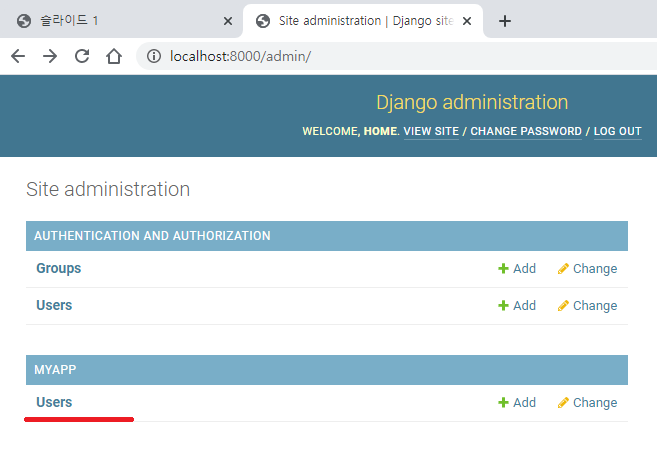 슬라이드 1
Site administration | Django site
localhost:8000/admin/
Django administration
WELCOME, HOME. VIEW SITE / CHANGE PASSWORD / LOG OUT
Site administration
AUTHENTICATION AND AUTHORIZATION
Groups Add Change
Users Add Change
MYAPP
Users Add Change